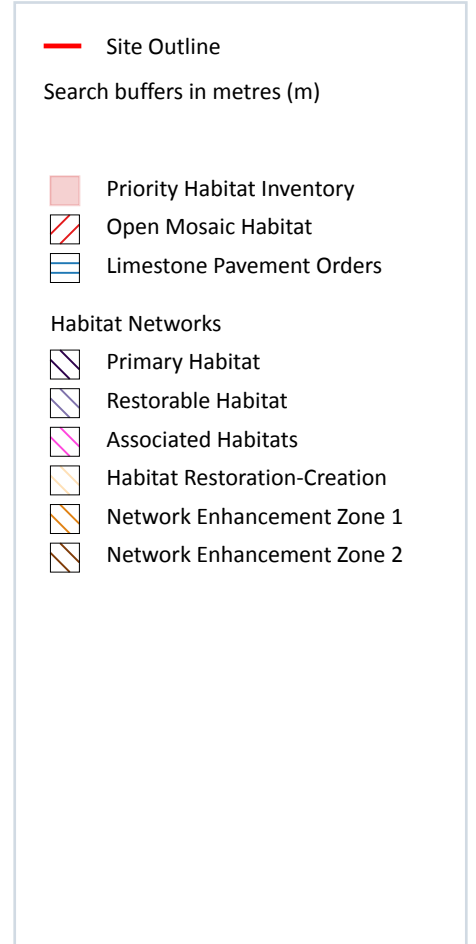 Site Outline
Search buffers in metres (m)
Priority Habitat Inventory
Open Mosaic Habitat
Limestone Pavement Orders
Habitat Networks
Primary Habitat
Restorable Habitat
Associated Habitats
Habitat Restoration-Creation
Network Enhancement Zone 1
Network Enhancement Zone 2